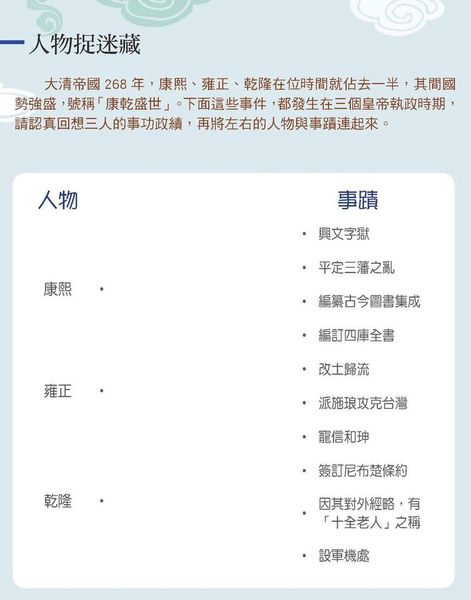 人物捉迷藏
大清帝國 268 年，康熙、雍正、乾隆在位時間就佔去一半，其間國
勢強盛，號稱「康乾盛世」。下面這些事件，都發生在三個皇帝執政時期，
請認真回想三人的事功政績，再將左右的人物與事蹟連起來。
人物
事蹟
• 興文字獄
• 平定三藩之亂
康熙 •
• 編纂古今圖書集成
• 編訂四庫全書
• 改土歸流
雍正 •
• 派施琅攻克台灣
• 寵信和珅
• 簽訂尼布楚條約
乾隆 •
• 因其對外經略，有
「十全老人」之稱
• 設軍機處